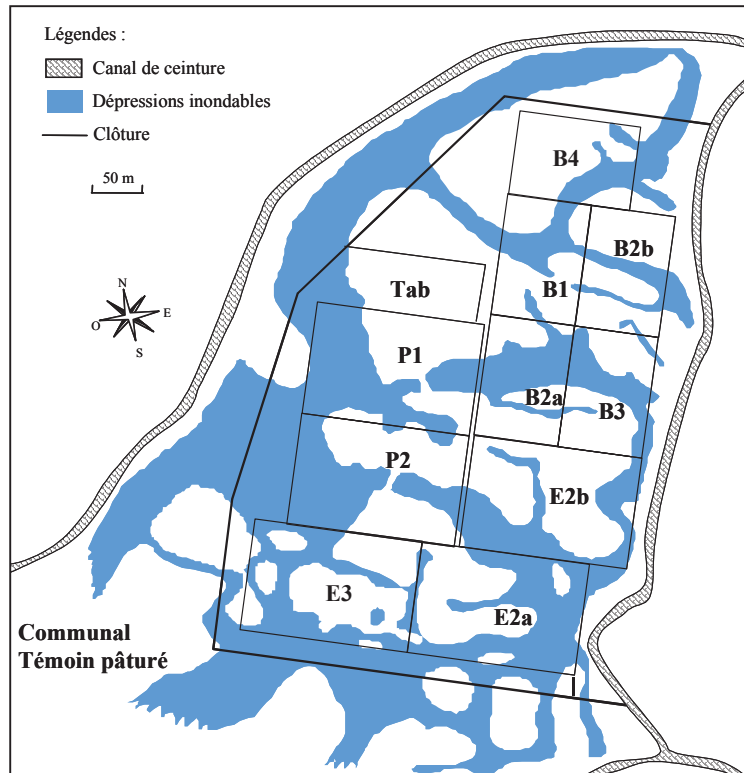 Légendes :
Canal de ceinture
Dépressions inondables
Clôture
50 m
N
O
E
S
B4
B2b
B1
Tab
P1
B2a
B3
P2
E2b
E3
E2a
Communal
Témoin pâturé